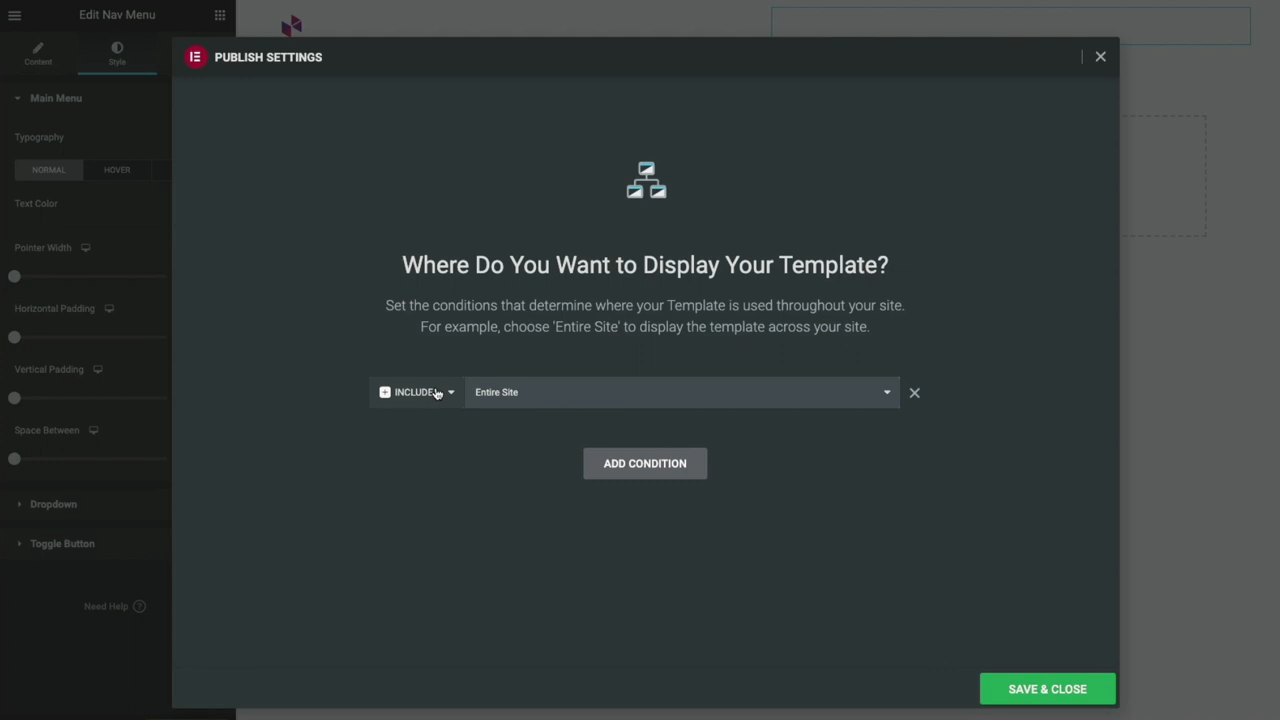 Edit Nav Menu
Content
Style
Main Menu
Typography
NORMAL
HOVER
Text Color
Pointer Width
Horizontal Padding
Vertical Padding
Space Between
Dropdown
Toggle Button
Need Help ?
PUBLISH SETTINGS
Where Do You Want to Display Your Template?
Set the conditions that determine where your Template is used throughout your site.
For example, choose 'Entire Site' to display the template across your site.
INCLUDE
Entire Site
ADD CONDITION
SAVE & CLOSE